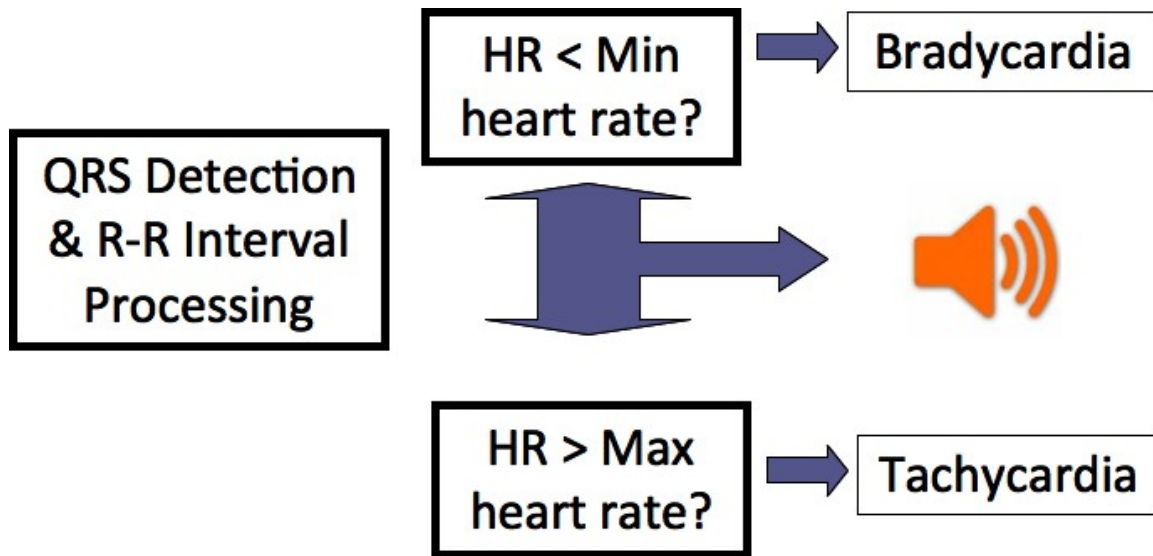 QRS Detection
& R-R Interval
Processing
HR < Min
heart rate?
Bradycardia
HR > Max
heart rate?
Tachycardia